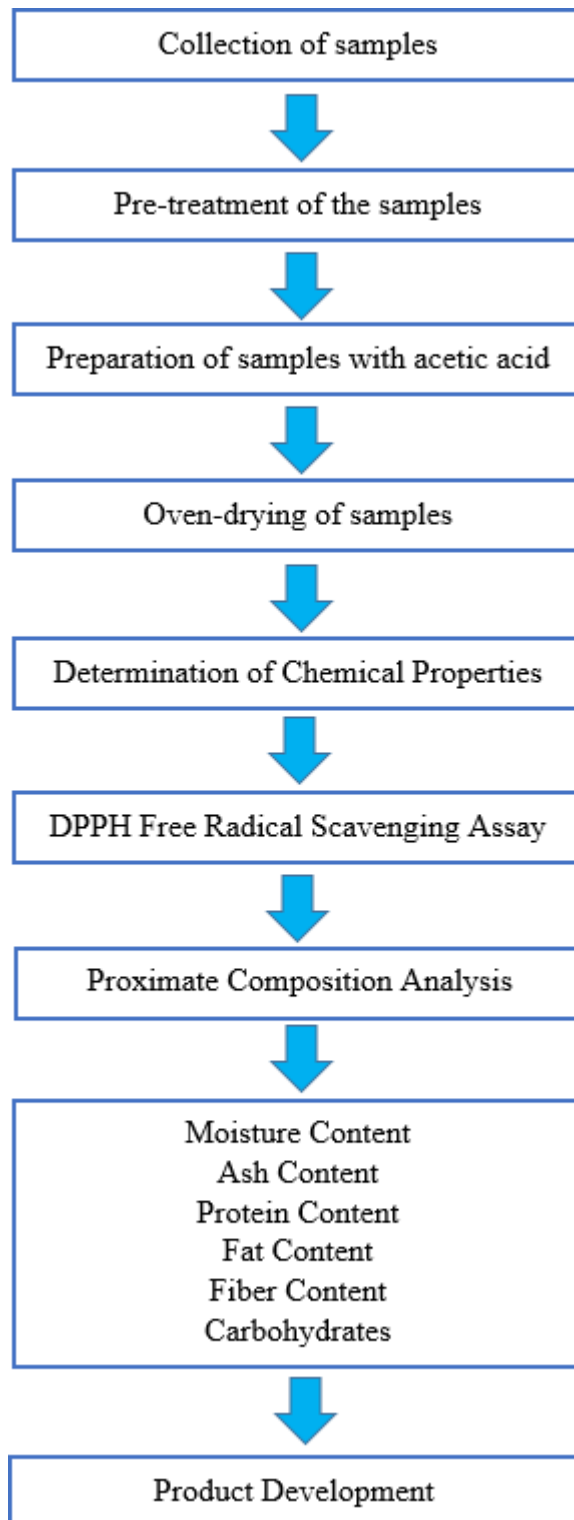 Collection of samples
Pre-treatment of the samples
Preparation of samples with acetic acid
Oven-drying of samples
Determination of Chemical Properties
DPPH Free Radical Scavenging Assay
Proximate Composition Analysis
Moisture Content
Ash Content
Protein Content
Fat Content
Fiber Content
Carbohydrates
Product Development